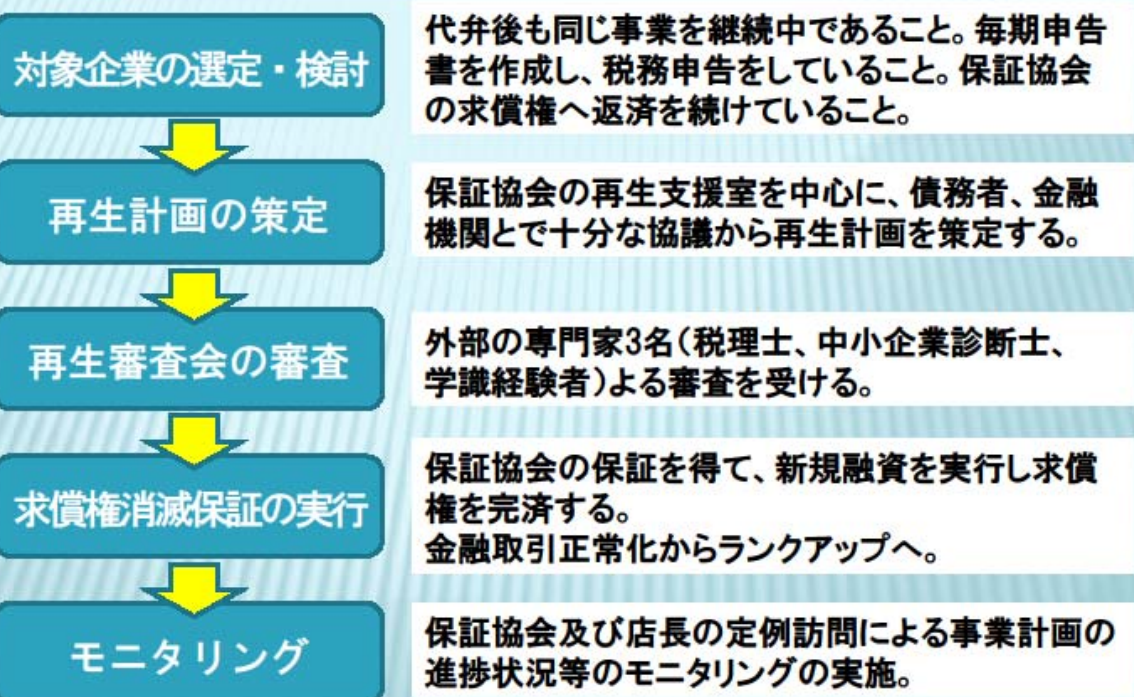 対象企業の選定・検討
代弁後も同じ事業を継続中であること。毎期申告
書を作成し、税務申告をしていること。保証協会
の求償権へ返済を続けていること。
再生計画の策定
保証協会の再生支援室を中心に、債務者、金融
機関とで十分な協議から再生計画を策定する。
再生審査会の審査
外部の専門家3名（税理士、中小企業診断士、
学識経験者）よる審査を受ける。
求償権消滅保証の実行
保証協会の保証を得て、新規融資を実行し求償
権を完済する。
金融取引正常化からランクアップへ。
モニタリング
保証協会及び店長の定例訪問による事業計画の
進捗状況等のモニタリングの実施。